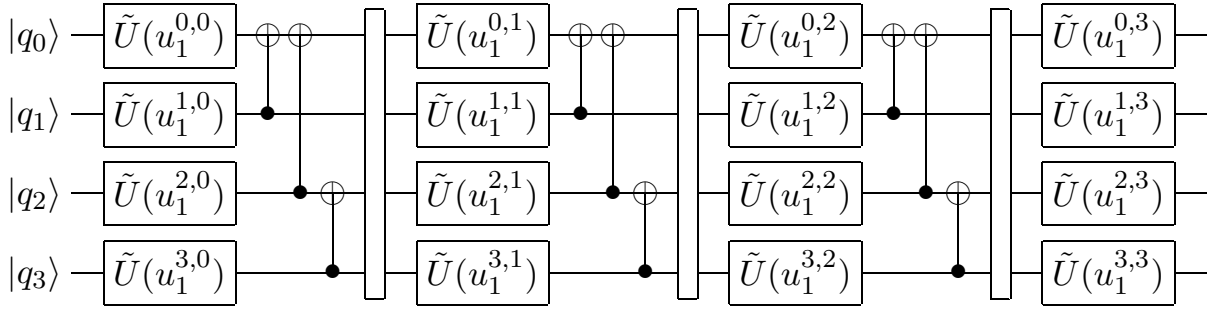 |q₀⟩ Ũ(u₁^{0,0}) Ũ(u₁^{0,1}) Ũ(u₁^{0,2}) Ũ(u₁^{0,3})
|q₁⟩ Ũ(u₁^{1,0}) Ũ(u₁^{1,1}) Ũ(u₁^{1,2}) Ũ(u₁^{1,3})
|q₂⟩ Ũ(u₁^{2,0}) Ũ(u₁^{2,1}) Ũ(u₁^{2,2}) Ũ(u₁^{2,3})
|q₃⟩ Ũ(u₁^{3,0}) Ũ(u₁^{3,1}) Ũ(u₁^{3,2}) Ũ(u₁^{3,3})